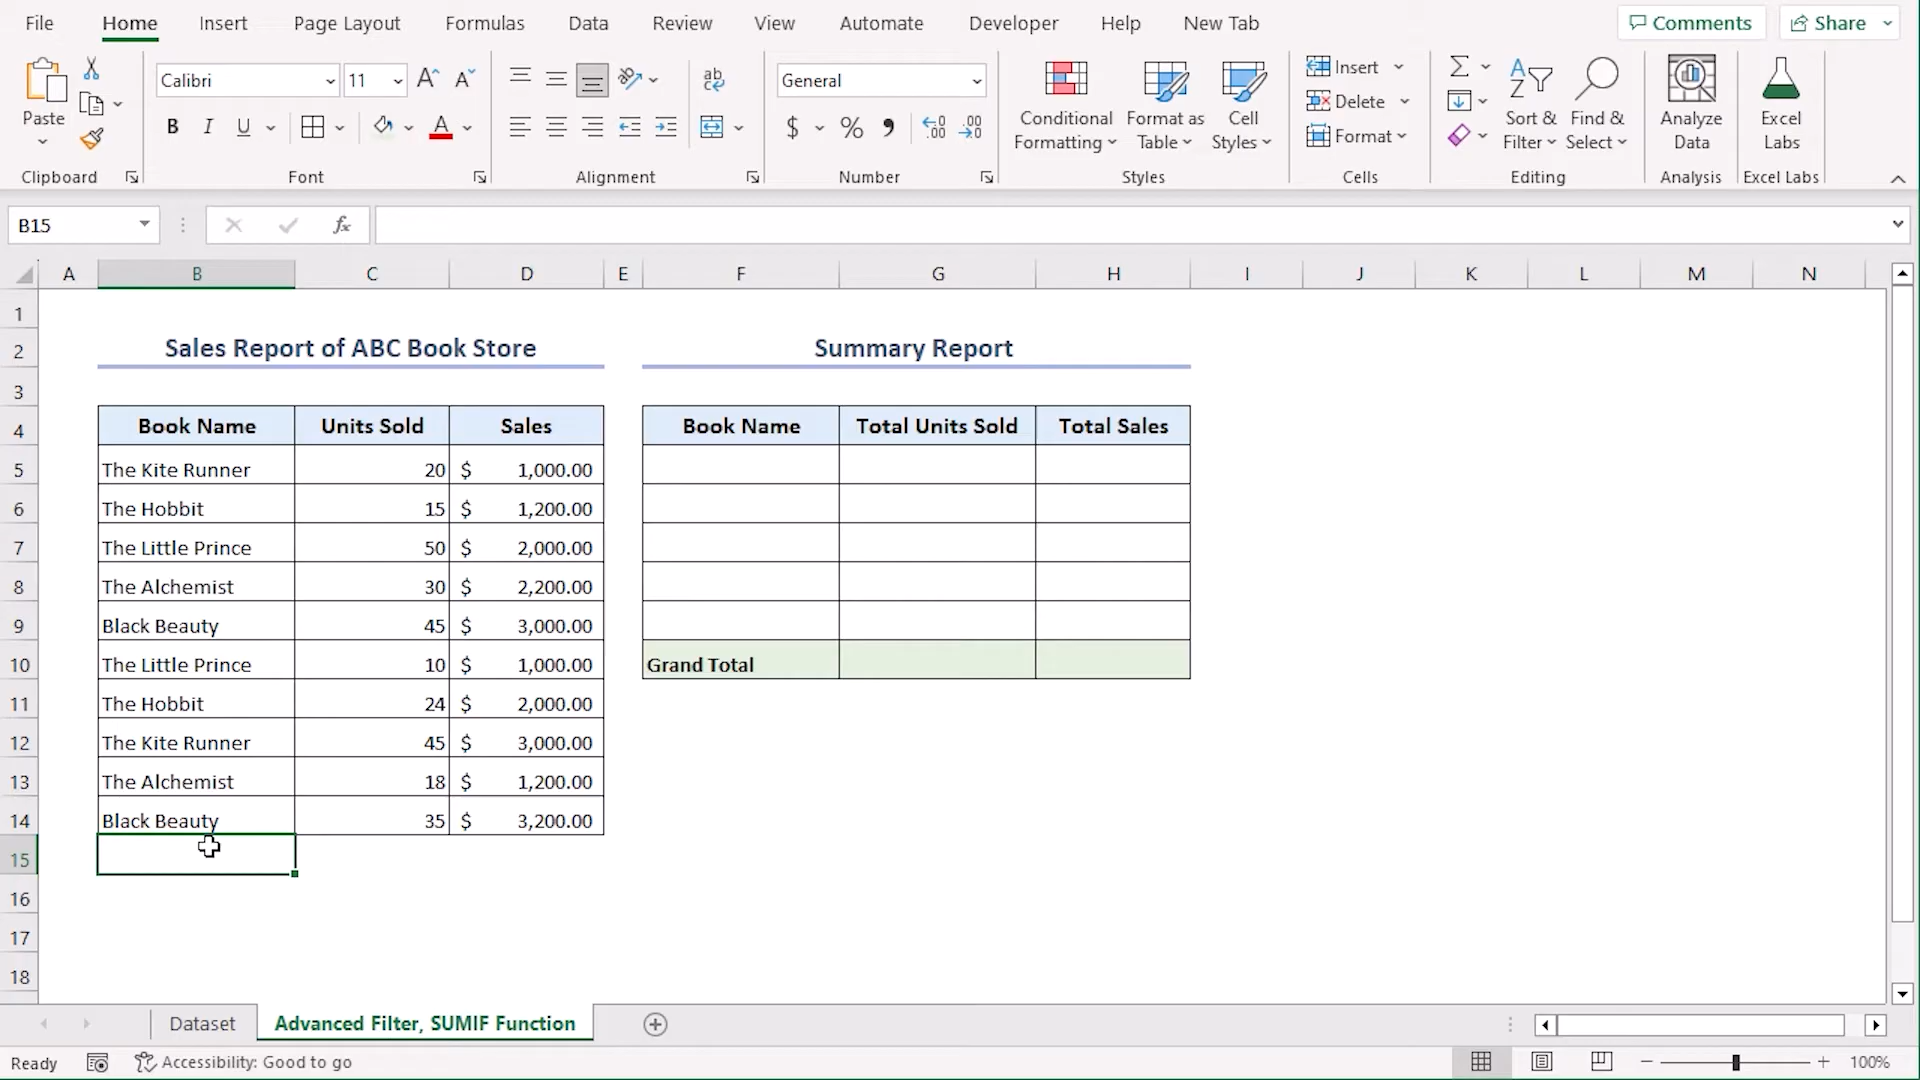 File Home Insert Page Layout Formulas Data Review View Automate Developer Help New Tab Comments Share
Paste
Calibri 11
General
Conditional Formatting
Format as Table
Cell Styles
Insert
Delete
Format
Sort & Filter
Find & Select
Analyze Data
Excel Labs
B I U A $ % 9
Clipboard Font Alignment Number Styles Cells Editing Analysis Excel Labs
B15 fx
A B C D E F G H I J K L M N
1
2 Sales Report of ABC Book Store Summary Report
3
4 Book Name Units Sold Sales Book Name Total Units Sold Total Sales
5 The Kite Runner 20 $ 1,000.00
6 The Hobbit 15 $ 1,200.00
7 The Little Prince 50 $ 2,000.00
8 The Alchemist 30 $ 2,200.00
9 Black Beauty 45 $ 3,000.00
10 The Little Prince 10 $ 1,000.00 Grand Total
11 The Hobbit 24 $ 2,000.00
12 The Kite Runner 45 $ 3,000.00
13 The Alchemist 18 $ 1,200.00
14 Black Beauty 35 $ 3,200.00
15
16
17
18
Dataset Advanced Filter, SUMIF Function
Ready Accessibility: Good to go 100%